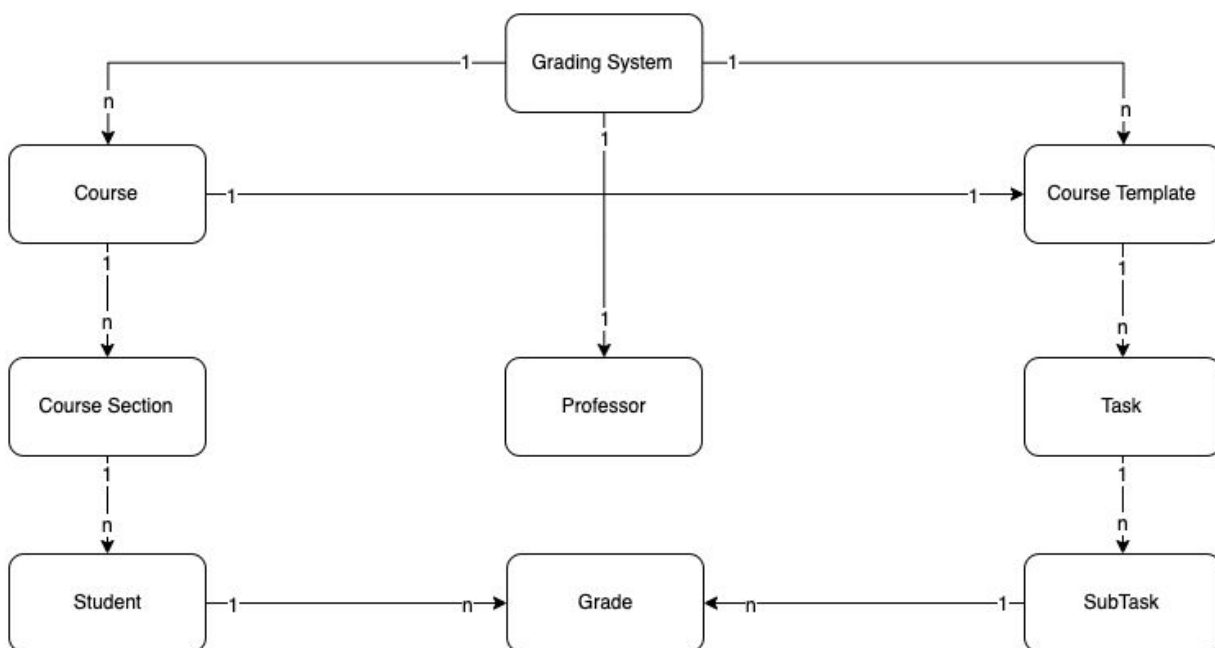 Grading System
1
1
n
1
n
Course
1
1
Course Template
1
1
n
1
n
Course Section
Professor
Task
1
1
n
n
Student
1
n
Grade
n
1
SubTask